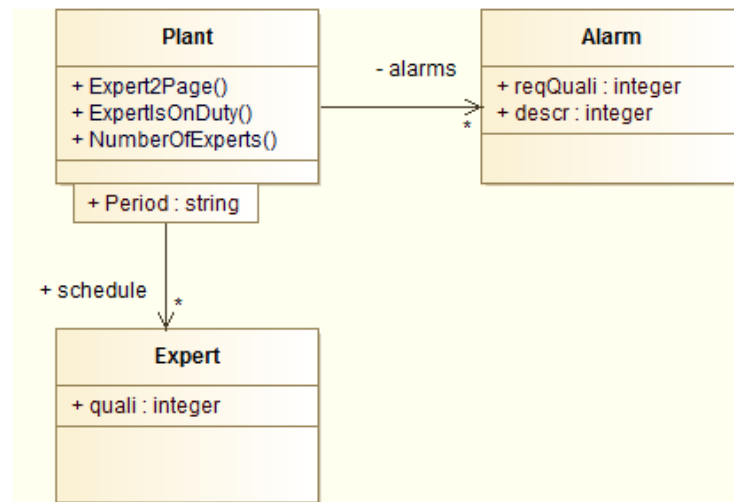 Plant
+ Expert2Page()
+ ExpertIsOnDuty()
+ NumberOfExperts()
+ Period : string
- alarms
*
Alarm
+ reqQuali : integer
+ descr : integer
+ schedule
*
Expert
+ quali : integer